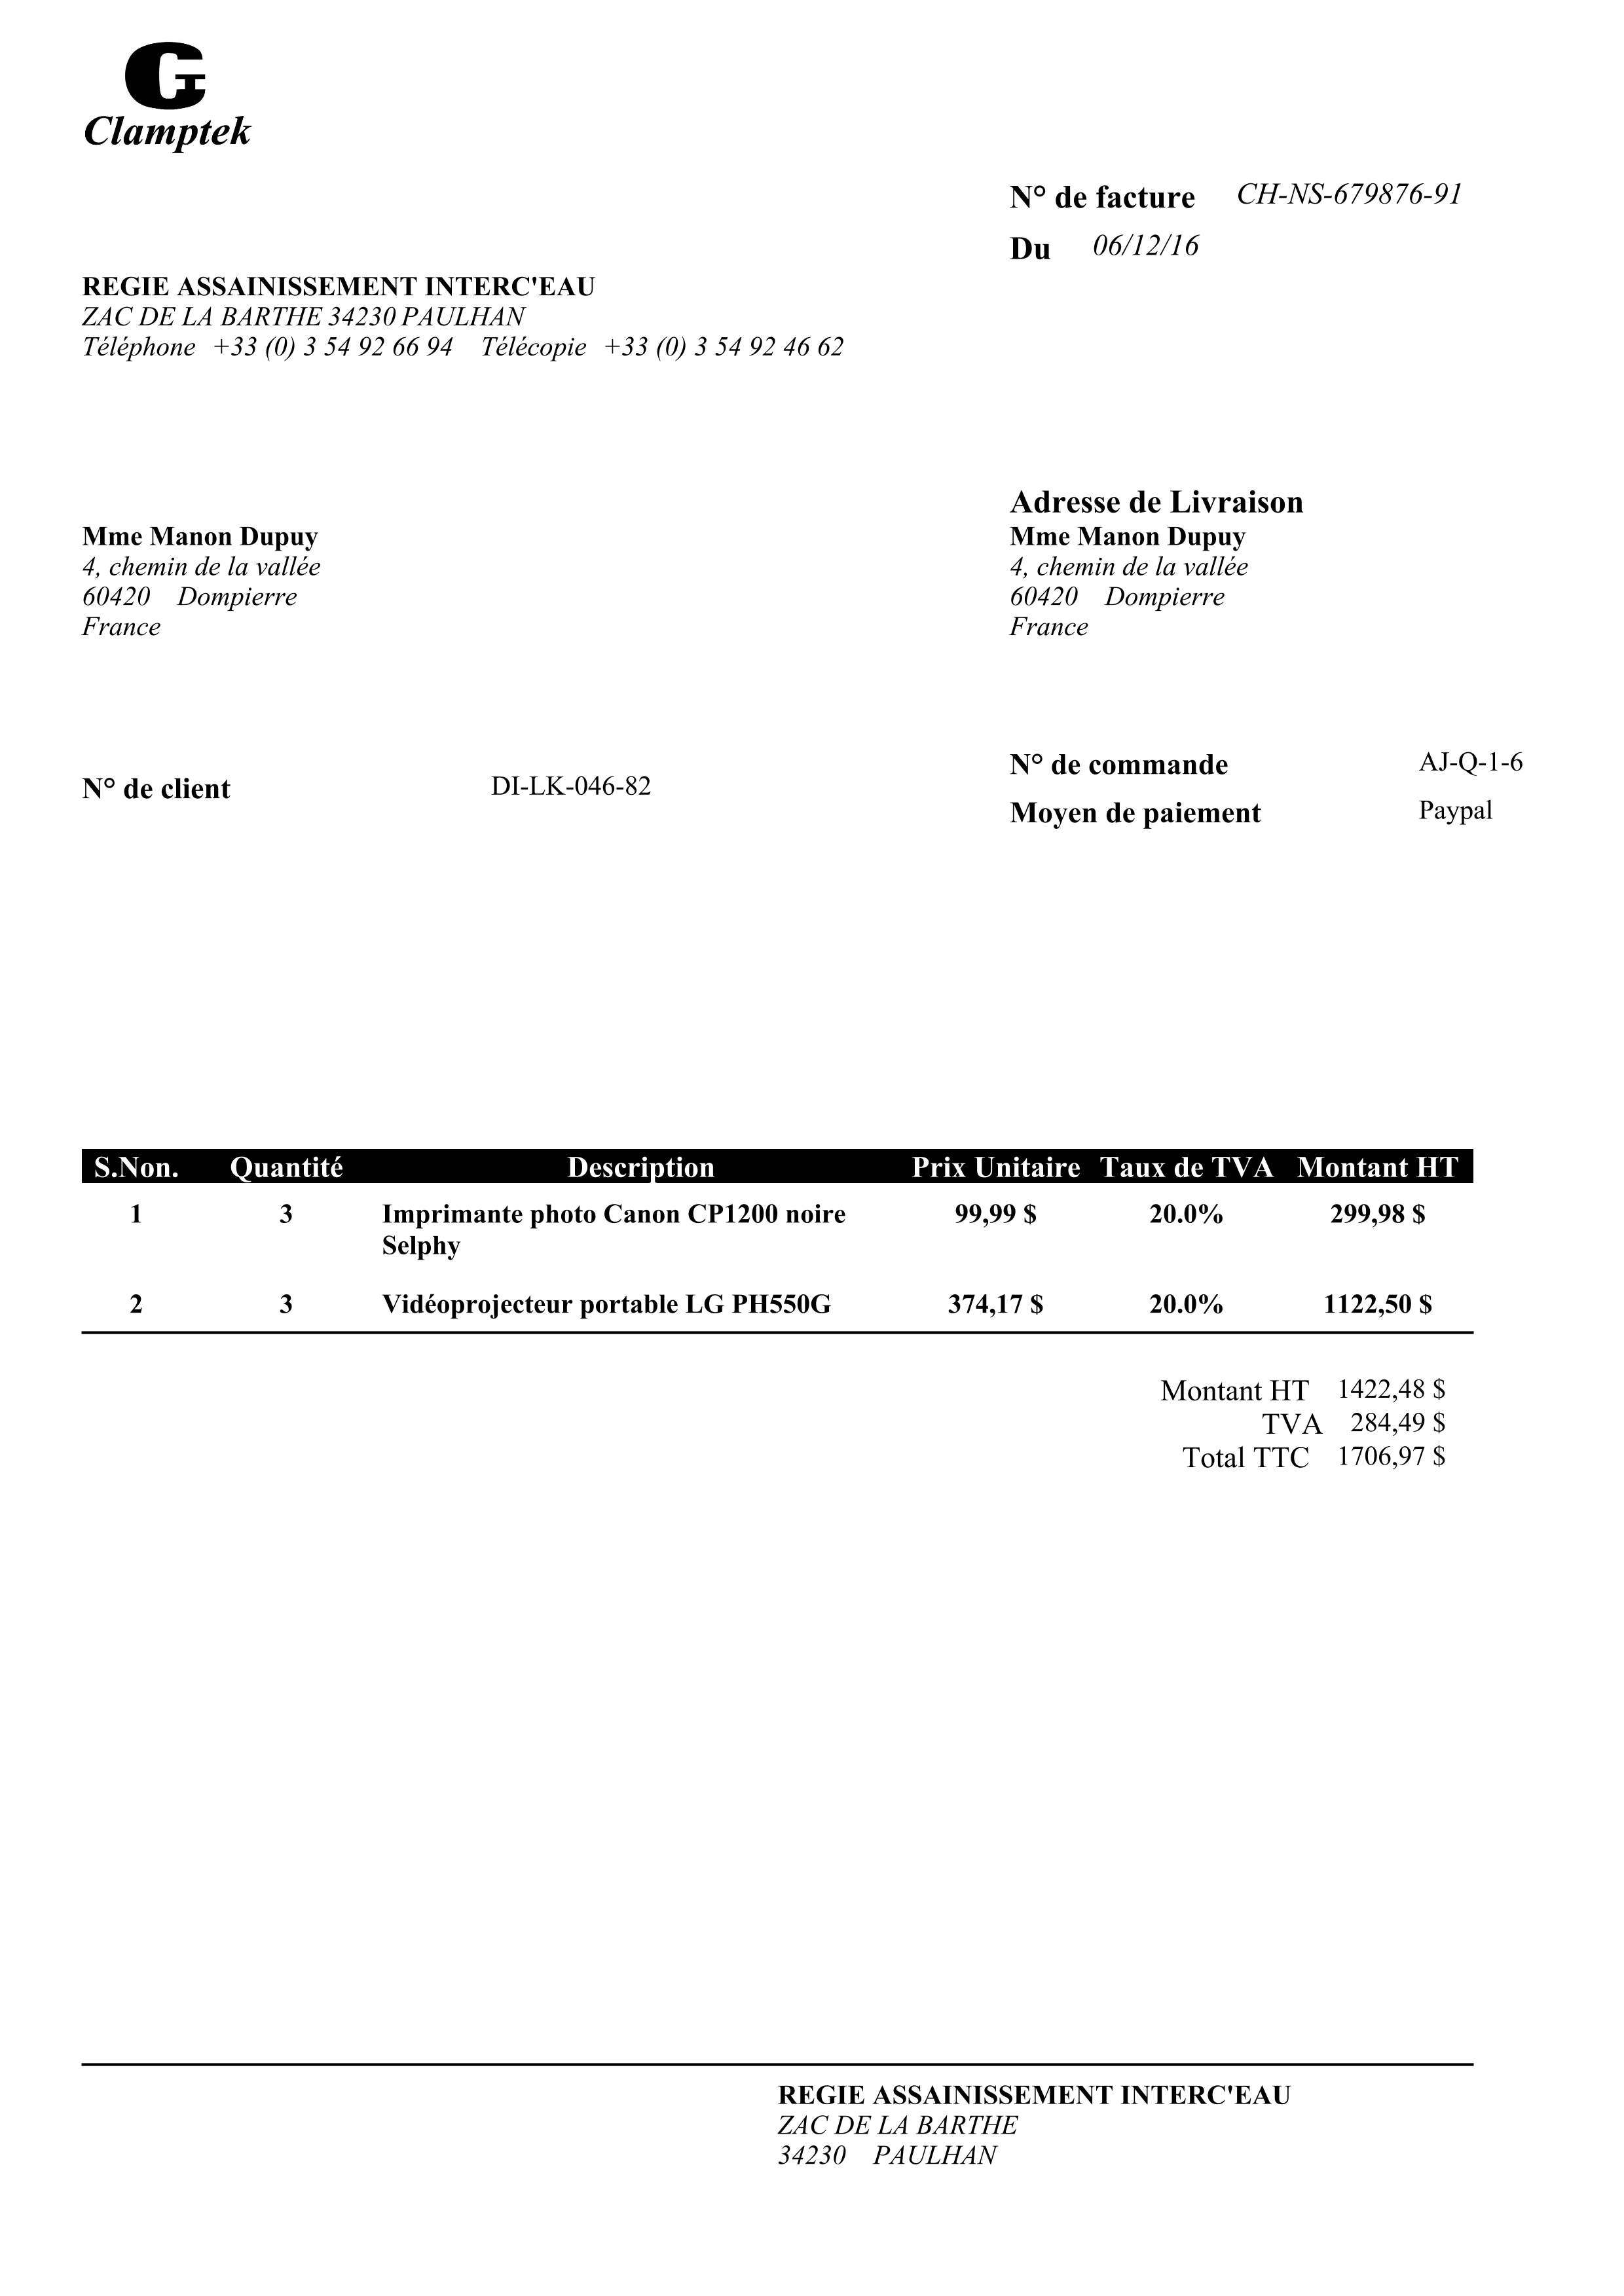 Clamptek
N° de facture CH-NS-679876-91
Du 06/12/16
REGIE ASSAINISSEMENT INTERC'EAU
ZAC DE LA BARTHE 34230 PAULHAN
Téléphone +33 (0) 3 54 92 66 94 Télécopie +33 (0) 3 54 92 46 62
Mme Manon Dupuy
4, chemin de la vallée
60420 Dompierre
France
Adresse de Livraison
Mme Manon Dupuy
4, chemin de la vallée
60420 Dompierre
France
N° de client DI-LK-046-82
N° de commande AJ-Q-1-6
Moyen de paiement Paypal
S.Non. Quantité Description Prix Unitaire Taux de TVA Montant HT
1 3 Imprimante photo Canon CP1200 noire 99,99 $ 20.0% 299,98 $
Selphy
2 3 Vidéoprojecteur portable LG PH550G 374,17 $ 20.0% 1122,50 $
Montant HT 1422,48 $
TVA 284,49 $
Total TTC 1706,97 $
REGIE ASSAINISSEMENT INTERC'EAU
ZAC DE LA BARTHE
34230 PAULHAN